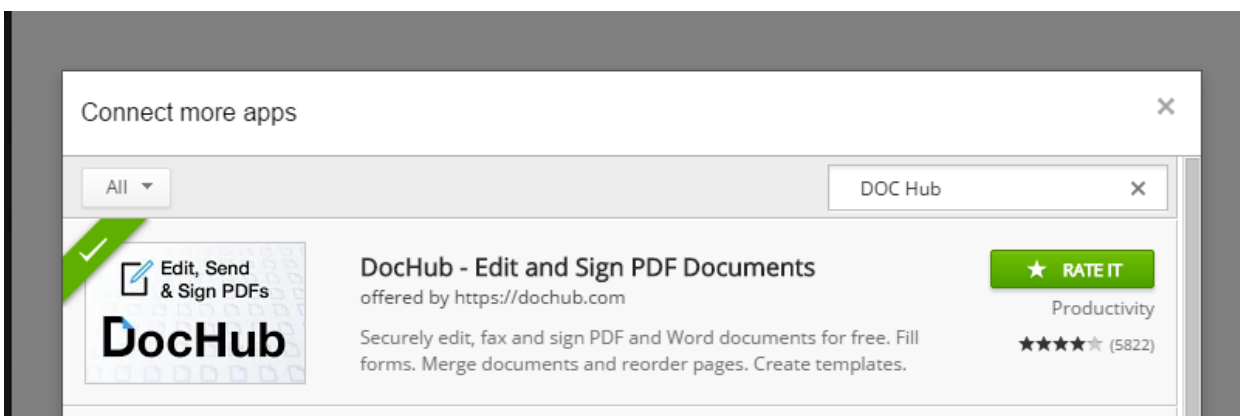 Connect more apps
All
DOC Hub
Edit, Send
& Sign PDFs
DocHub
DocHub - Edit and Sign PDF Documents
offered by https://dochub.com
Securely edit, fax and sign PDF and Word documents for free. Fill
forms. Merge documents and reorder pages. Create templates.
RATE IT
Productivity
(5822)